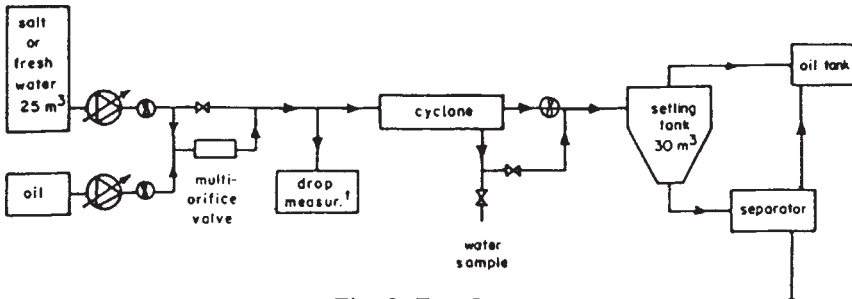 salt
or
fresh
water
25 m³
oil
multi-
orifice
valve
drop
measur.t
cyclone
water
sample
setling
tank
30 m³
oil tank
separator